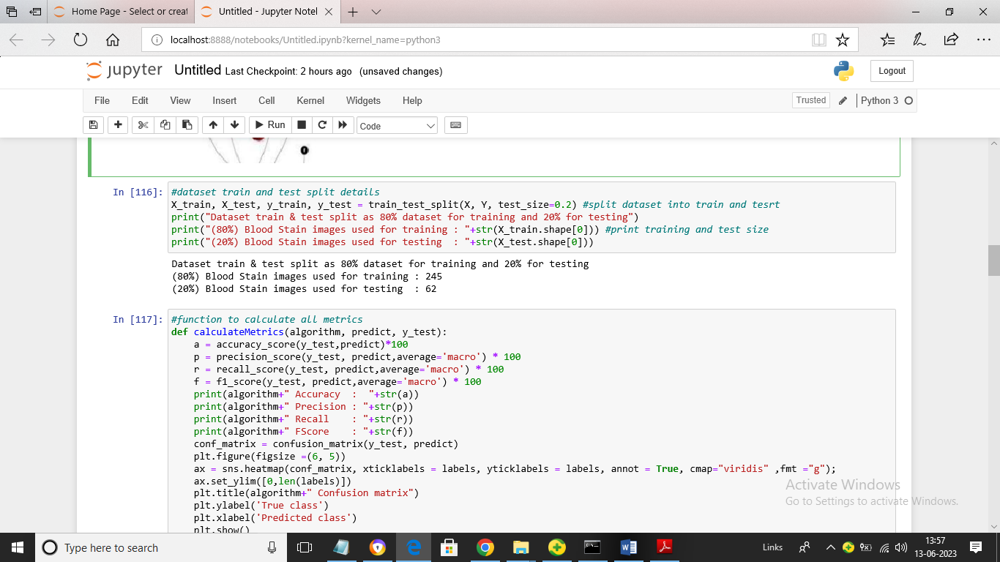 Home Page - Select or creat
Untitled - Jupyter Notel
localhost:8888/notebooks/Untitled.ipynb?kernel_name=python3
jupyter Untitled Last Checkpoint: 2 hours ago (unsaved changes)
Logout
File Edit View Insert Cell Kernel Widgets Help
Trusted Python 3
Run Code
In [116]: #dataset train and test split details
X_train, X_test, y_train, y_test = train_test_split(X, Y, test_size=0.2) #split dataset into train and tesrt
print("Dataset train & test split as 80% dataset for training and 20% for testing")
print("(80%) Blood Stain images used for training : "+str(X_train.shape[0])) #print training and test size
print("(20%) Blood Stain images used for testing  : "+str(X_test.shape[0]))
Dataset train & test split as 80% dataset for training and 20% for testing
(80%) Blood Stain images used for training : 245
(20%) Blood Stain images used for testing  : 62
In [117]: #function to calculate all metrics
def calculateMetrics(algorithm, predict, y_test):
    a = accuracy_score(y_test,predict)*100
    p = precision_score(y_test, predict,average='macro') * 100
    r = recall_score(y_test, predict,average='macro') * 100
    f = f1_score(y_test, predict,average='macro') * 100
    print(algorithm+" Accuracy  :  "+str(a))
    print(algorithm+" Precision : "+str(p))
    print(algorithm+" Recall    : "+str(r))
    print(algorithm+" FScore    : "+str(f))
    conf_matrix = confusion_matrix(y_test, predict)
    plt.figure(figsize =(6, 5))
    ax = sns.heatmap(conf_matrix, xticklabels = labels, yticklabels = labels, annot = True, cmap="viridis" ,fmt ="g");
    ax.set_ylim([0,len(labels)])
    plt.title(algorithm+" Confusion matrix")
    plt.ylabel('True class')
    plt.xlabel('Predicted class')
    plt.show()
Activate Windows
Go to Settings to activate Windows.
Type here to search
Links
13:57
13-06-2023